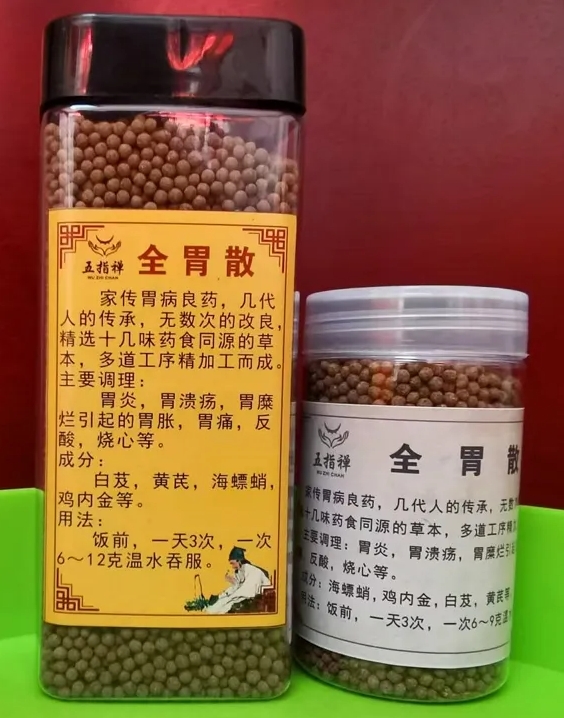 五指禅
WU ZHI CHAN
全胃散
家传胃病良药，几代
人的传承，无数次的改良，
精选十几味药食同源的草
本，多道工序精加工而成。
主要调理：
胃炎，胃溃疡，胃糜
烂引起的胃胀，胃痛，反
酸，烧心等。
成分：
白芨，黄芪，海螵蛸，
鸡内金等。
用法：
饭前，一天3次，一次
6～12克温水吞服。
五指禅
WU ZHI CHAN
全胃散
家传胃病良药，几代人的传承，无数
十几味药食同源的草本，多道工序精
主要调理：胃炎，胃溃疡，胃糜烂引
，反酸，烧心等。
成分：海螵蛸，鸡内金，白芨，黄芪等
用法：饭前，一天3次，一次6～9克温